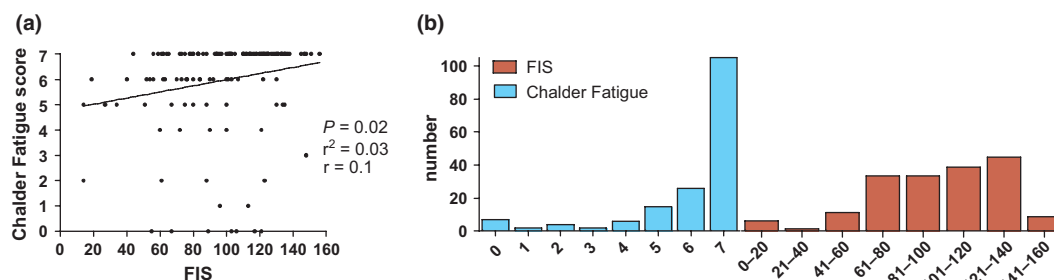 (a)
Chalder Fatigue score
7
6
5
4
3
2
1
0
0 20 40 60 80 100 120 140 160
FIS
P = 0.02
r² = 0.03
r = 0.1
(b)
number
100
80
60
40
20
0
FIS
Chalder Fatigue
0 1 2 3 4 5 6 7 0–20 21–40 41–60 61–80 81–100 101–120 121–140 141–160